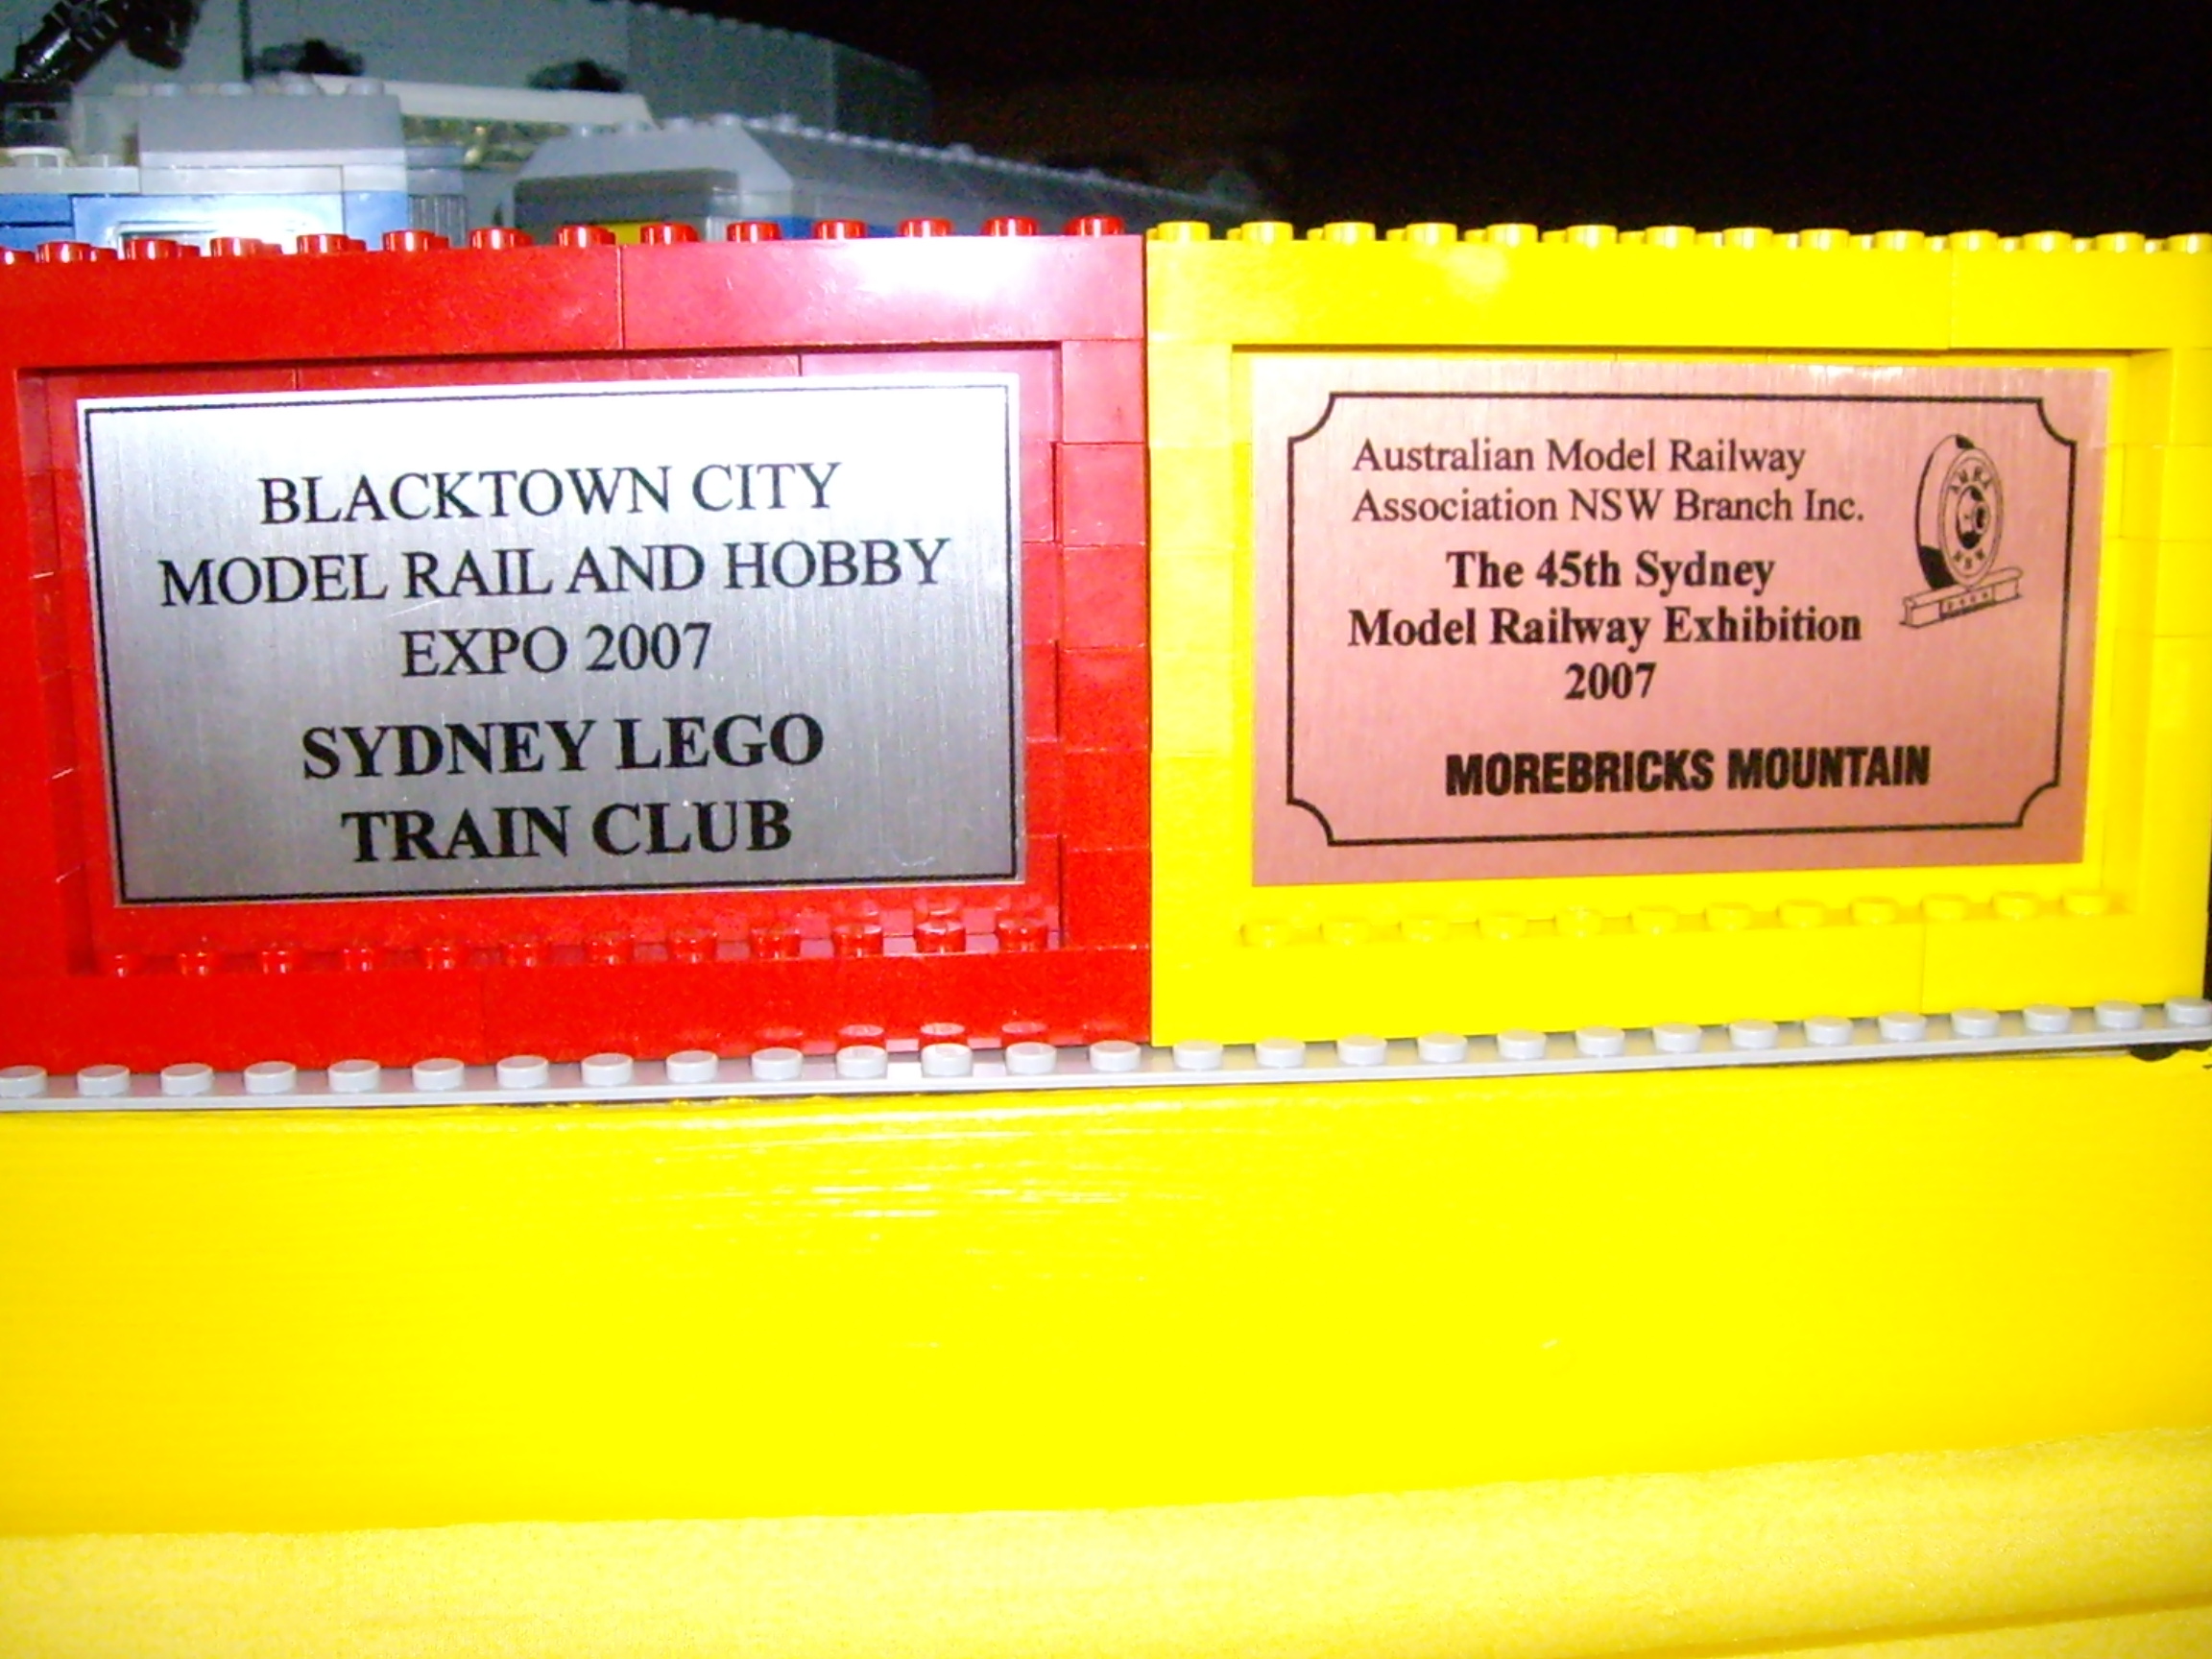 BLACKTOWN CITY
MODEL RAIL AND HOBBY
EXPO 2007
SYDNEY LEGO
TRAIN CLUB
Australian Model Railway
Association NSW Branch Inc.
The 45th Sydney
Model Railway Exhibition
2007
MOREBRICKS MOUNTAIN